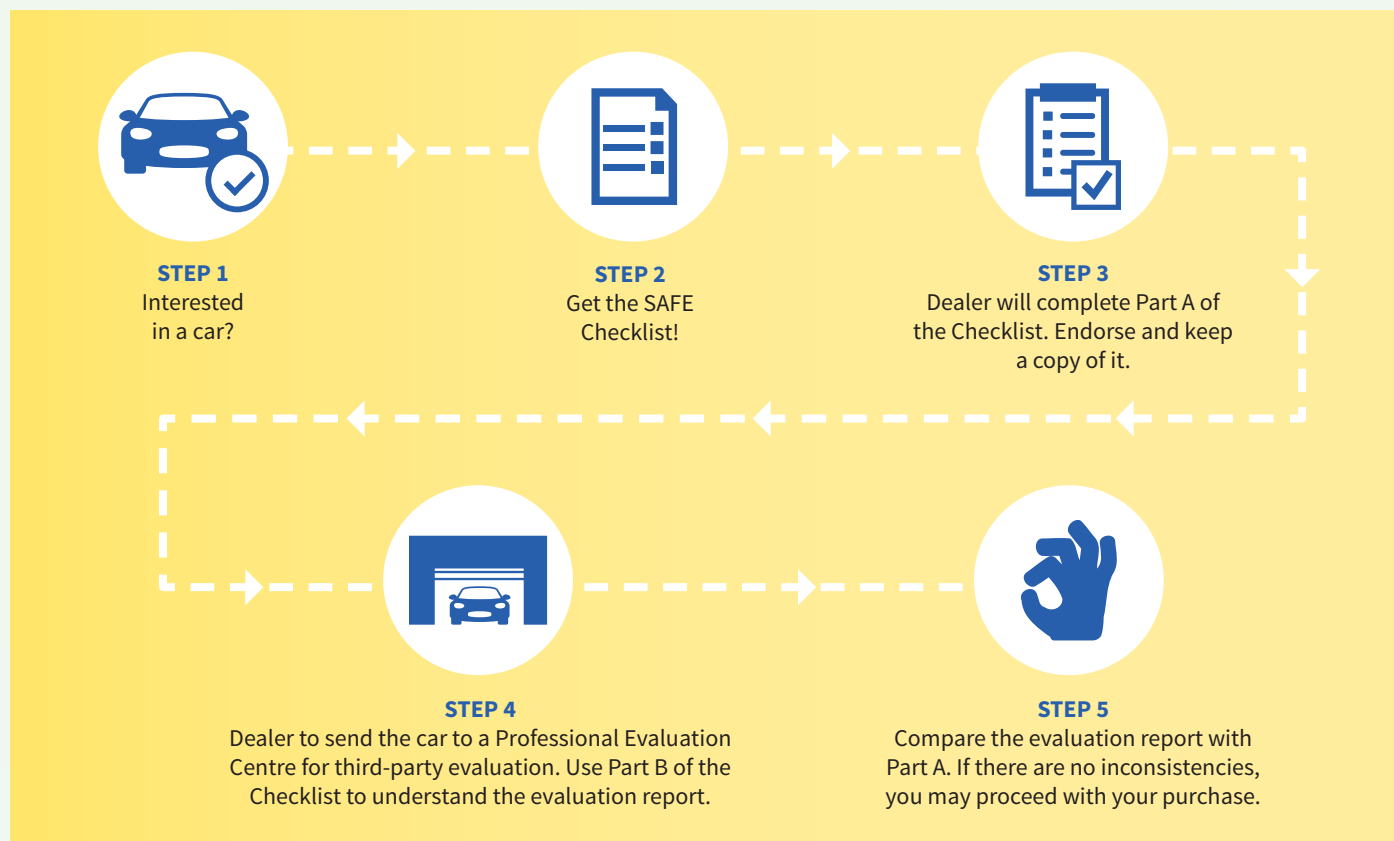 STEP 1
Interested
in a car?
STEP 2
Get the SAFE
Checklist!
STEP 3
Dealer will complete Part A of
the Checklist. Endorse and keep
a copy of it.
STEP 4
Dealer to send the car to a Professional Evaluation
Centre for third-party evaluation. Use Part B of the
Checklist to understand the evaluation report.
STEP 5
Compare the evaluation report with
Part A. If there are no inconsistencies,
you may proceed with your purchase.